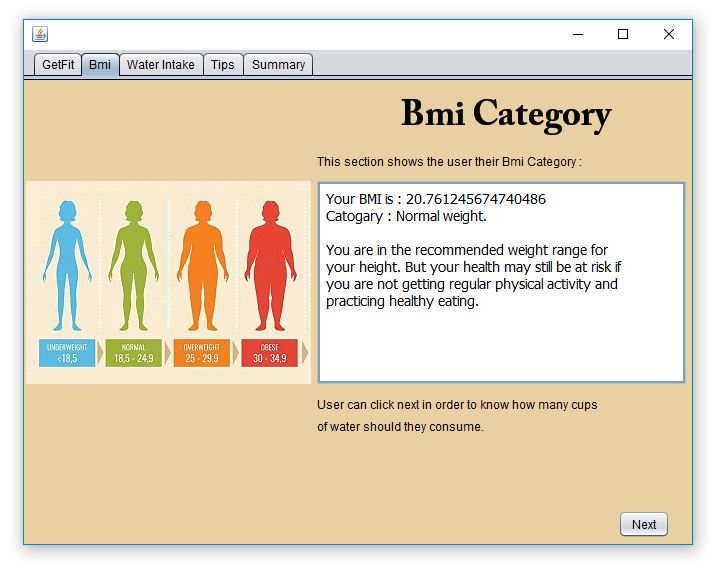 GetFit Bmi Water Intake Tips Summary
Bmi Category
This section shows the user their Bmi Category :
Your BMI is : 20.761245674740486
Catogary : Normal weight.
You are in the recommended weight range for
your height. But your health may still be at risk if
you are not getting regular physical activity and
practicing healthy eating.
UNDERWEIGHT NORMAL OVERWEIGHT OBESE
<18,5 18,5 - 24,9 25 - 29,9 30 - 34,9
User can click next in order to know how many cups
of water should they consume.
Next